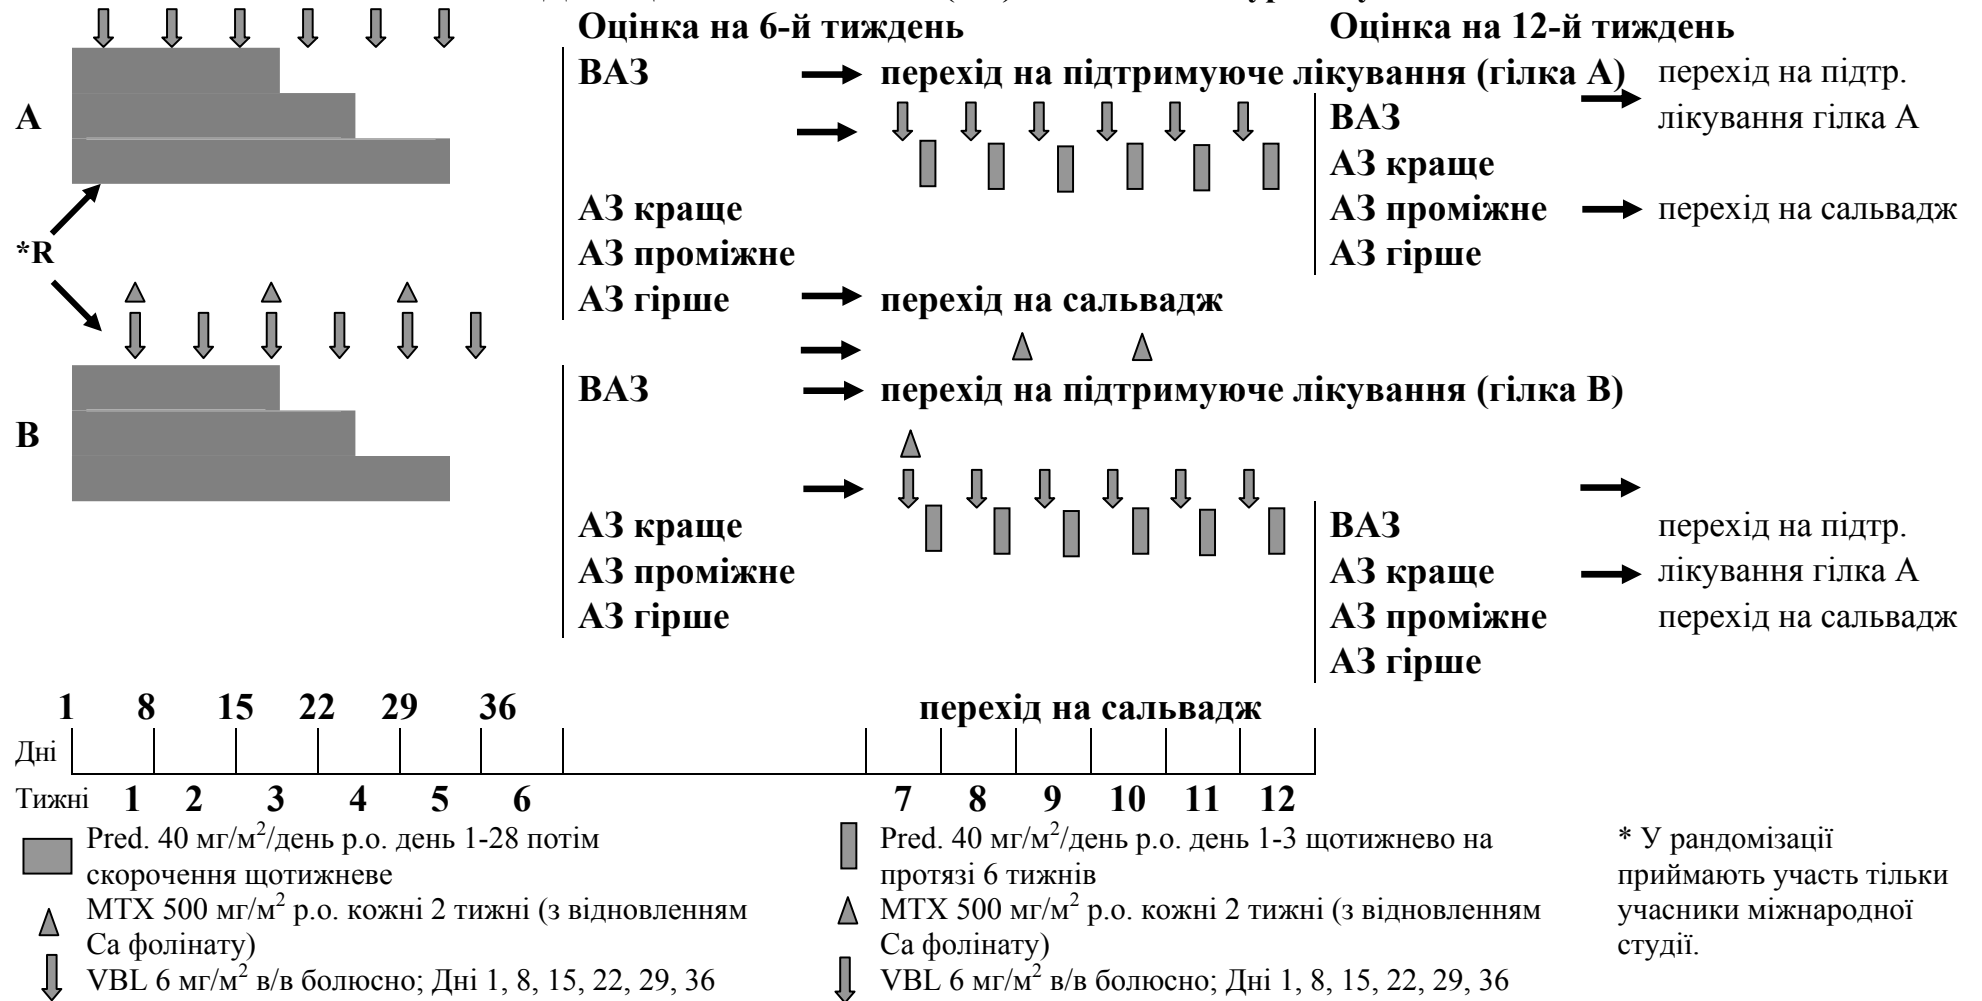 Оцінка на 6-й тиждень
Оцінка на 12-й тиждень
ВАЗ
перехід на підтримуюче лікування (гілка А)
перехід на підтр.
А
ВАЗ
лікування гілка А
АЗ краще
АЗ краще
АЗ проміжне
перехід на сальвадж
*R
АЗ проміжне
АЗ гірше
АЗ гірше
перехід на сальвадж
ВАЗ
перехід на підтримуюче лікування (гілка В)
В
АЗ краще
ВАЗ
перехід на підтр.
АЗ проміжне
АЗ краще
лікування гілка А
АЗ гірше
АЗ проміжне
перехід на сальвадж
АЗ гірше
1 8 15 22 29 36
перехід на сальвадж
Дні
Тижні 1 2 3 4 5 6 7 8 9 10 11 12
Pred. 40 мг/м²/день р.о. день 1-28 потім
скорочення щотижневе
МТХ 500 мг/м² р.о. кожні 2 тижні (з відновленням
Са фолінату)
VBL 6 мг/м² в/в болюсно; Дні 1, 8, 15, 22, 29, 36
Pred. 40 мг/м²/день р.о. день 1-3 щотижнево на
протязі 6 тижнів
МТХ 500 мг/м² р.о. кожні 2 тижні (з відновленням
Са фолінату)
VBL 6 мг/м² в/в болюсно; Дні 1, 8, 15, 22, 29, 36
* У рандомізації
приймають участь тільки
учасники міжнародної
студії.